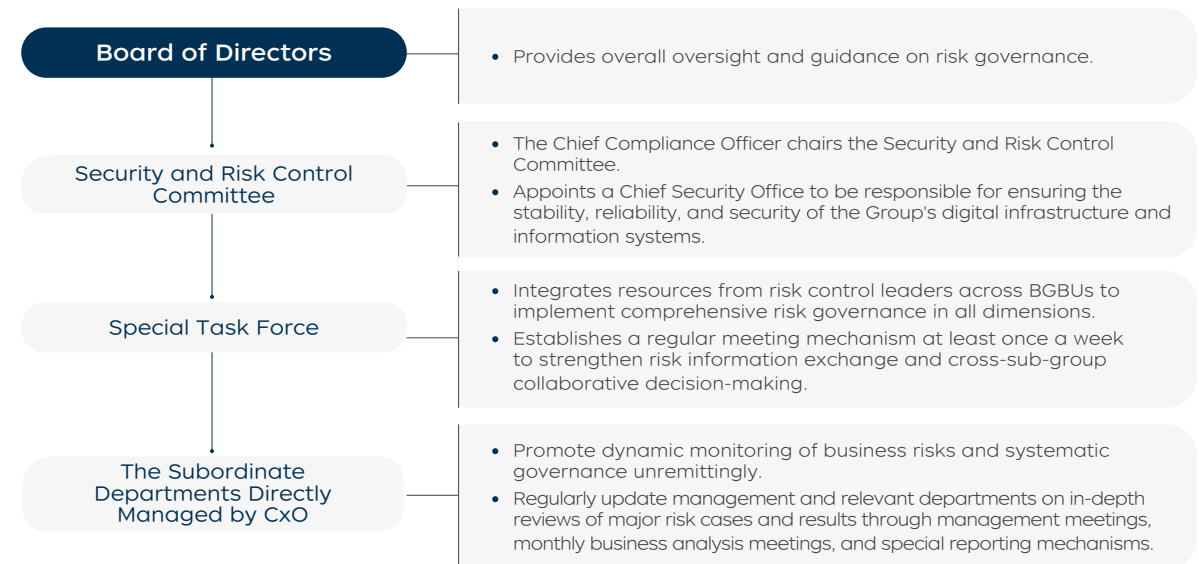 Board of Directors
• Provides overall oversight and guidance on risk governance.
Security and Risk Control
Committee
• The Chief Compliance Officer chairs the Security and Risk Control
Committee.
• Appoints a Chief Security Office to be responsible for ensuring the
stability, reliability, and security of the Group's digital infrastructure and
information systems.
Special Task Force
• Integrates resources from risk control leaders across BGBUs to
implement comprehensive risk governance in all dimensions.
• Establishes a regular meeting mechanism at least once a week
to strengthen risk information exchange and cross-sub-group
collaborative decision-making.
The Subordinate
Departments Directly
Managed by CxO
• Promote dynamic monitoring of business risks and systematic
governance unremittingly.
• Regularly update management and relevant departments on in-depth
reviews of major risk cases and results through management meetings,
monthly business analysis meetings, and special reporting mechanisms.